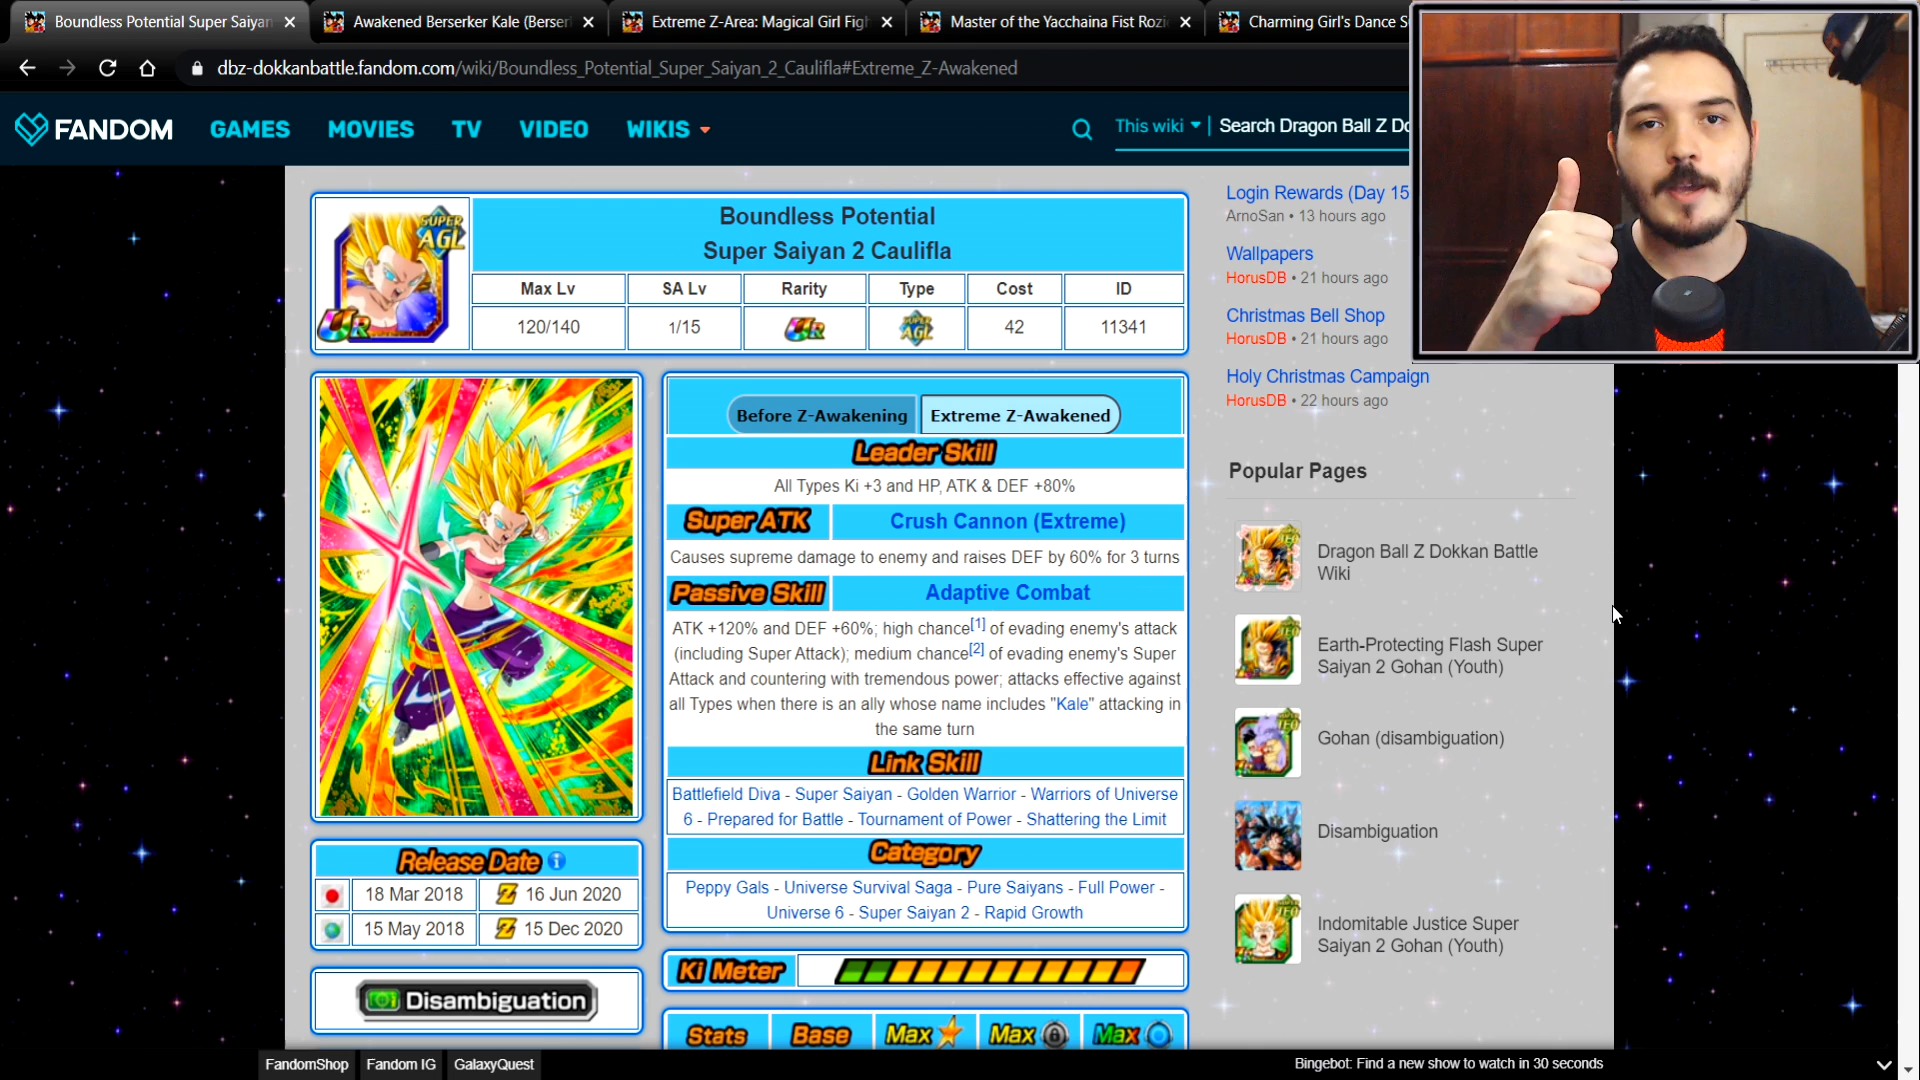 Boundless Potential Super Saiyan
Awakened Berserker Kale (Berser
Extreme Z-Area: Magical Girl Figh
Master of the Yacchaina Fist Rozie
Charming Girl's Dance S
dbz-dokkanbattle.fandom.com/wiki/Boundless_Potential_Super_Saiyan_2_Caulifla#Extreme_Z-Awakened
FANDOM
GAMES
MOVIES
TV
VIDEO
WIKIS
This wiki
Search Dragon Ball Z Do
SUPER AGL
UR
Boundless Potential
Super Saiyan 2 Caulifla
Max Lv SA Lv Rarity Type Cost ID
120/140 1/15 UR SUPER AGL 42 11341
Before Z-Awakening Extreme Z-Awakened
Leader Skill
All Types Ki +3 and HP, ATK & DEF +80%
Super ATK Crush Cannon (Extreme)
Causes supreme damage to enemy and raises DEF by 60% for 3 turns
Passive Skill Adaptive Combat
ATK +120% and DEF +60%; high chance[1] of evading enemy's attack
(including Super Attack); medium chance[2] of evading enemy's Super
Attack and countering with tremendous power; attacks effective against
all Types when there is an ally whose name includes "Kale" attacking in
the same turn
Link Skill
Battlefield Diva - Super Saiyan - Golden Warrior - Warriors of Universe
6 - Prepared for Battle - Tournament of Power - Shattering the Limit
Category
Peppy Gals - Universe Survival Saga - Pure Saiyans - Full Power -
Universe 6 - Super Saiyan 2 - Rapid Growth
Ki Meter
Stats Base Max Max Max
Release Date
18 Mar 2018 Z 16 Jun 2020
15 May 2018 Z 15 Dec 2020
Disambiguation
Login Rewards (Day 15
ArnoSan • 13 hours ago
Wallpapers
HorusDB • 21 hours ago
Christmas Bell Shop
HorusDB • 21 hours ago
Holy Christmas Campaign
HorusDB • 22 hours ago
Popular Pages
Dragon Ball Z Dokkan Battle
Wiki
Earth-Protecting Flash Super
Saiyan 2 Gohan (Youth)
Gohan (disambiguation)
Disambiguation
Indomitable Justice Super
Saiyan 2 Gohan (Youth)
FandomShop
Fandom IG
GalaxyQuest
Bingebot: Find a new show to watch in 30 seconds